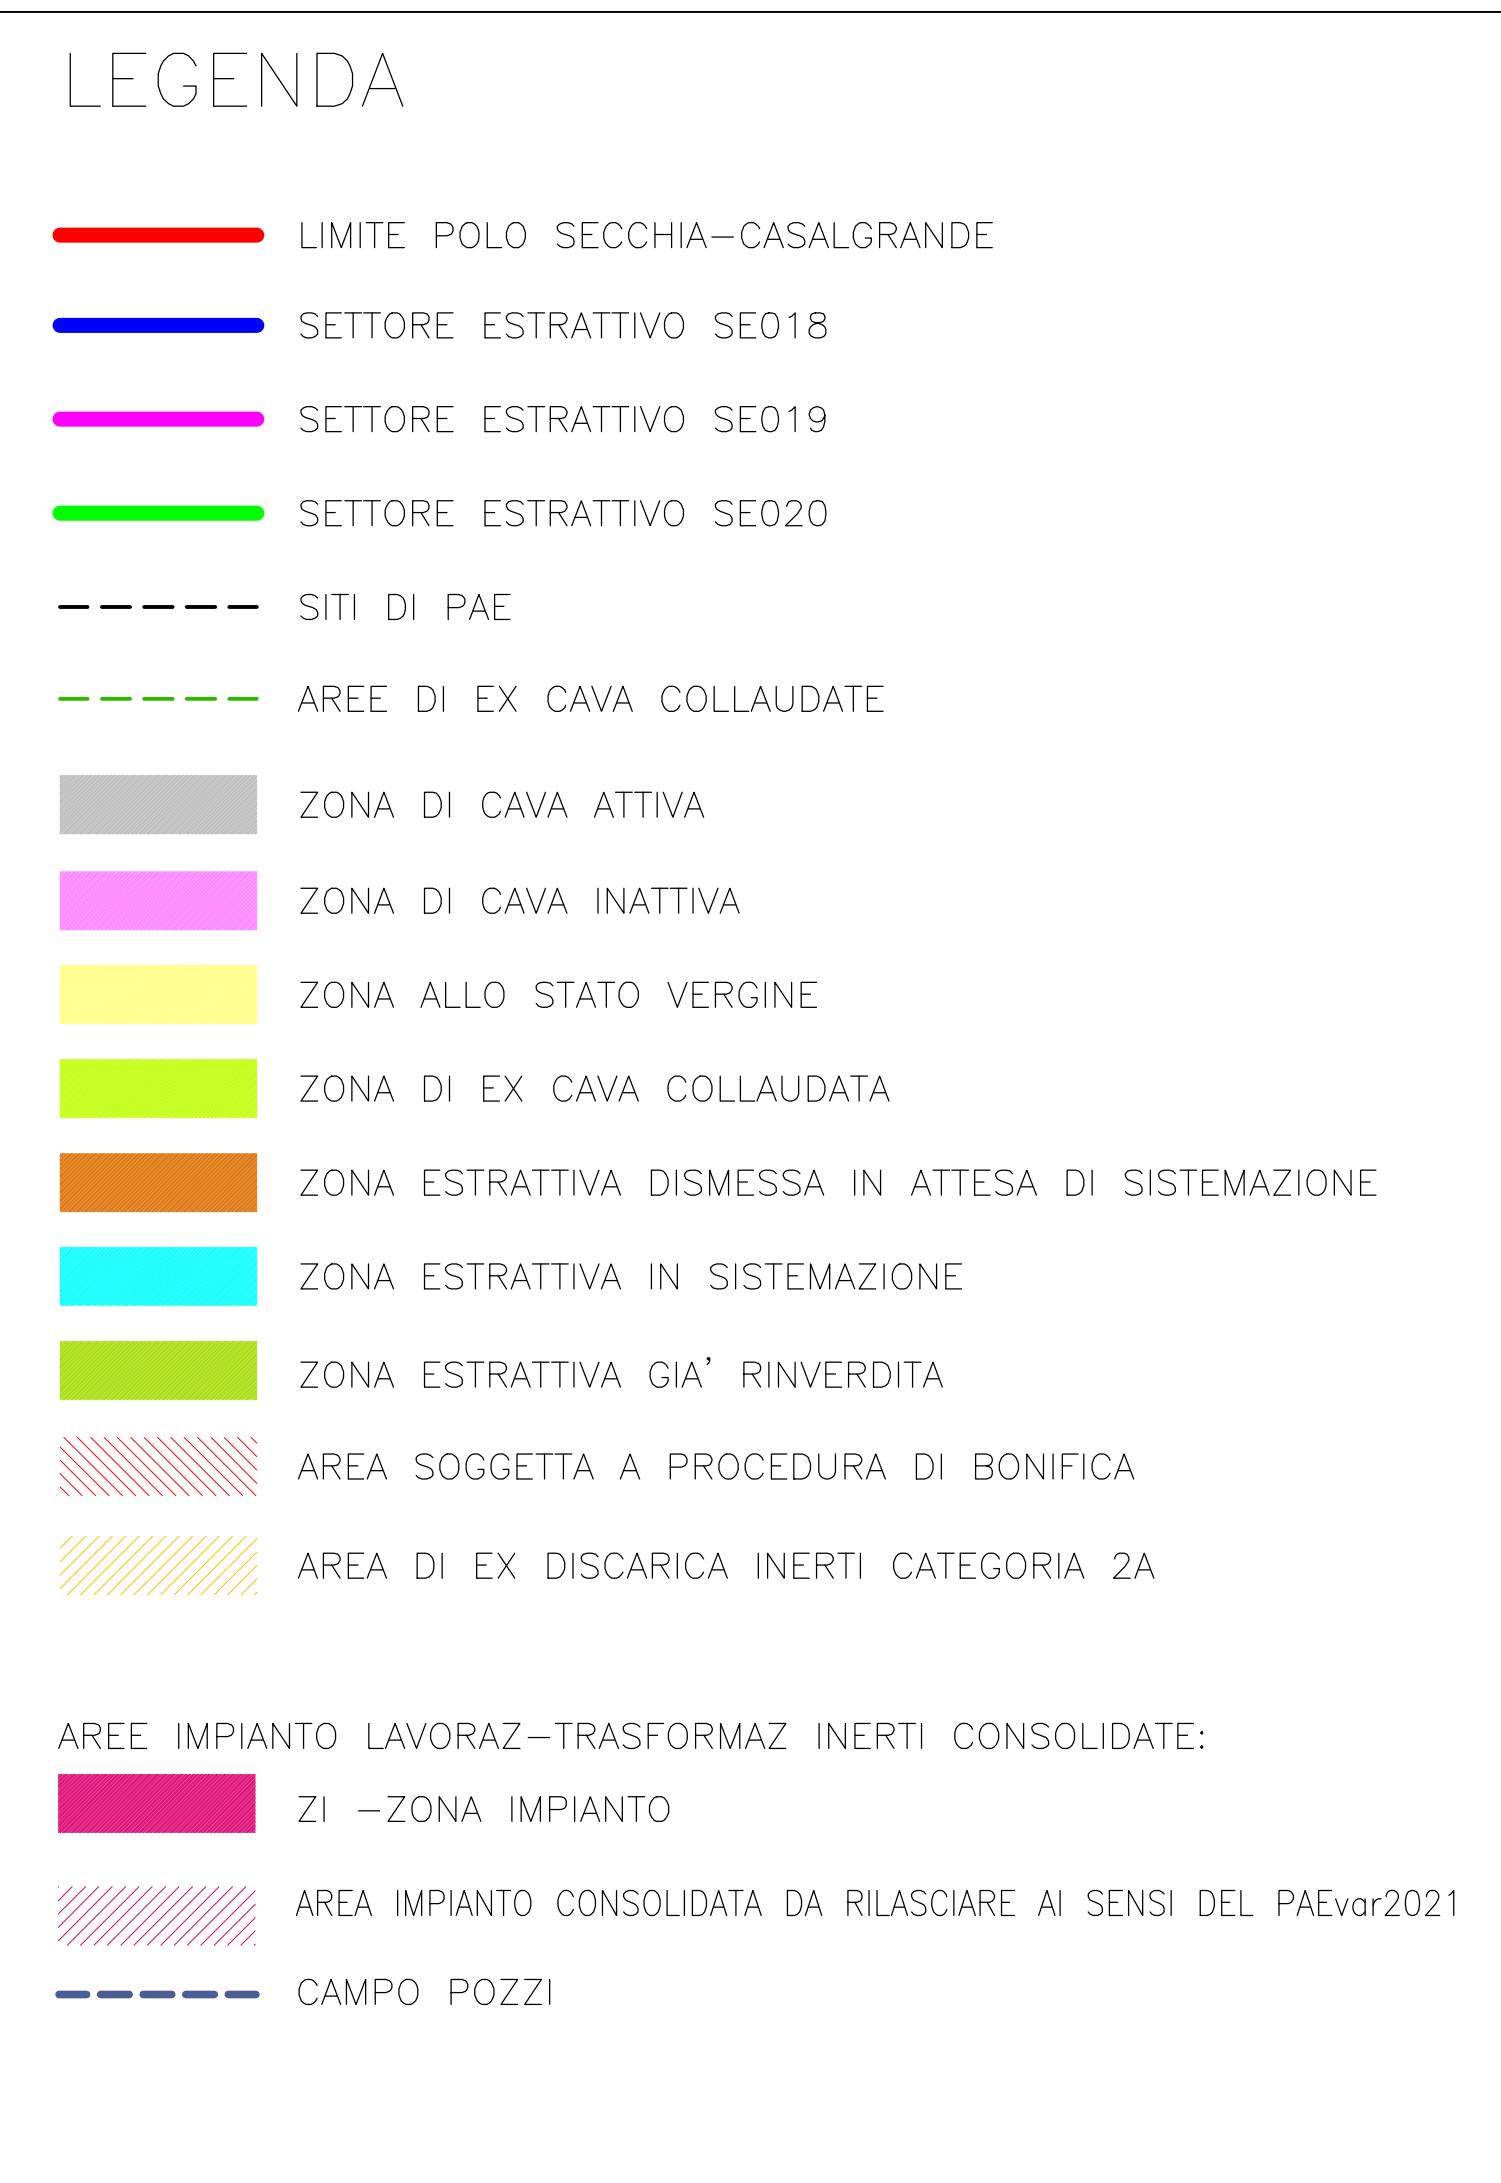 LEGENDA
LIMITE POLO SECCHIA-CASALGRANDE
SETTORE ESTRATTIVO SE018
SETTORE ESTRATTIVO SE019
SETTORE ESTRATTIVO SE020
SITI DI PAE
AREE DI EX CAVA COLLAUDATE
ZONA DI CAVA ATTIVA
ZONA DI CAVA INATTIVA
ZONA ALLO STATO VERGINE
ZONA DI EX CAVA COLLAUDATA
ZONA ESTRATTIVA DISMESSA IN ATTESA DI SISTEMAZIONE
ZONA ESTRATTIVA IN SISTEMAZIONE
ZONA ESTRATTIVA GIA' RINVERDITA
AREA SOGGETTA A PROCEDURA DI BONIFICA
AREA DI EX DISCARICA INERTI CATEGORIA 2A
AREE IMPIANTO LAVORAZ-TRASFORMAZ INERTI CONSOLIDATE:
ZI -ZONA IMPIANTO
AREA IMPIANTO CONSOLIDATA DA RILASCIARE AI SENSI DEL PAEvar2021
CAMPO POZZI